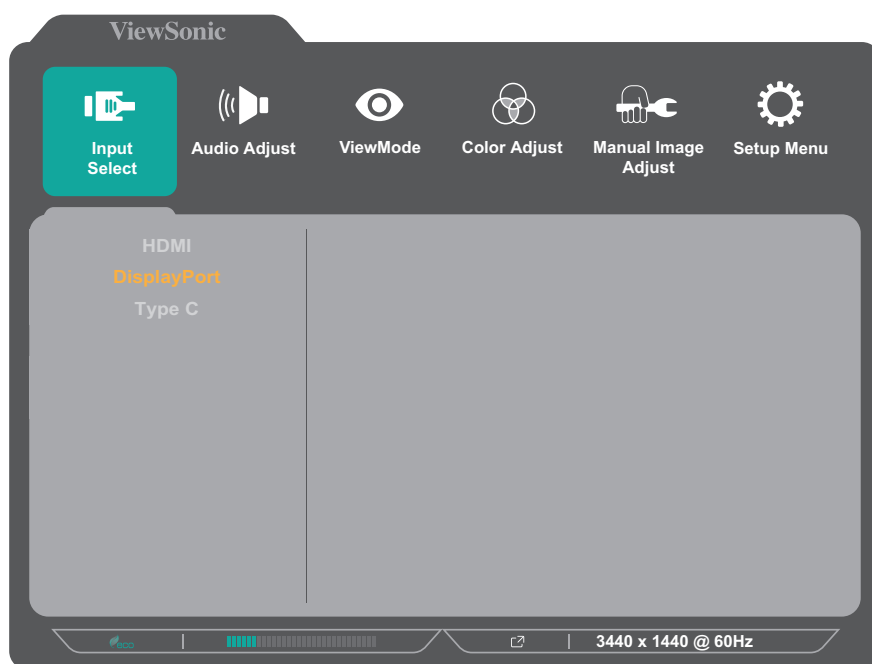 ViewSonic
Input
Select
Audio Adjust
ViewMode
Color Adjust
Manual Image
Adjust
Setup Menu
HDMI
DisplayPort
Type C
eco
3440 x 1440 @ 60Hz